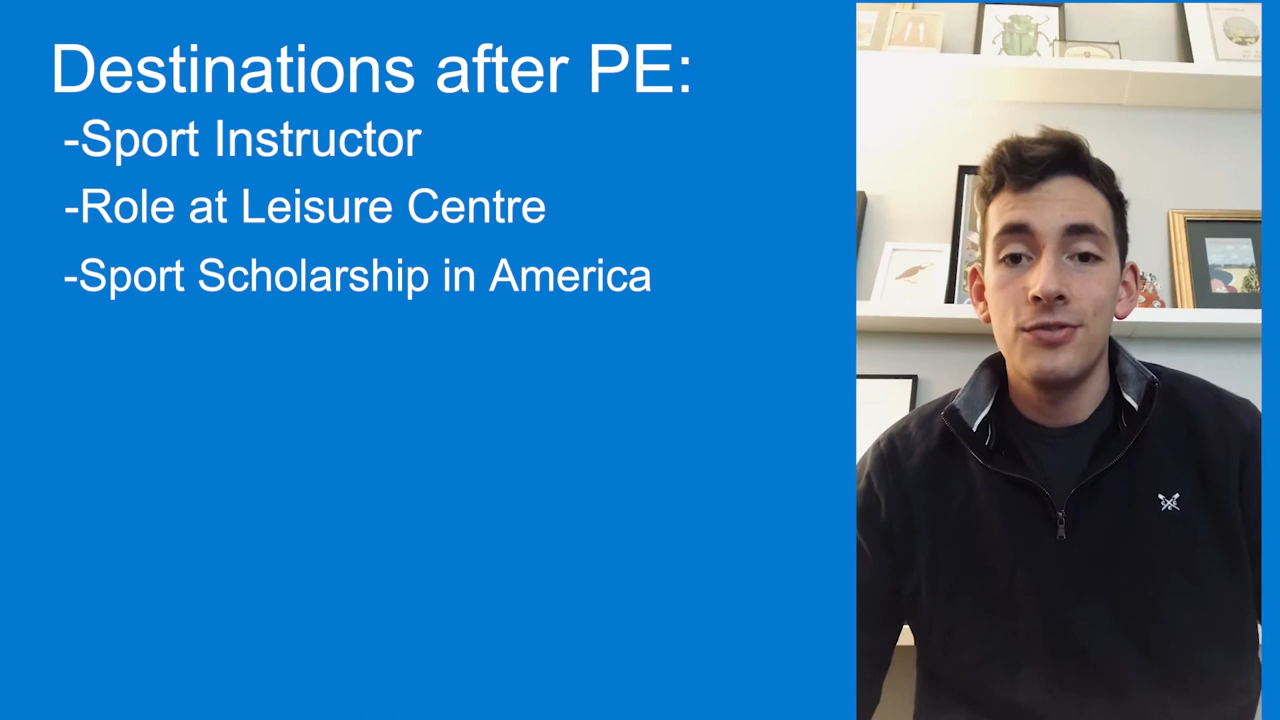 Destinations after PE:
-Sport Instructor
-Role at Leisure Centre
-Sport Scholarship in America